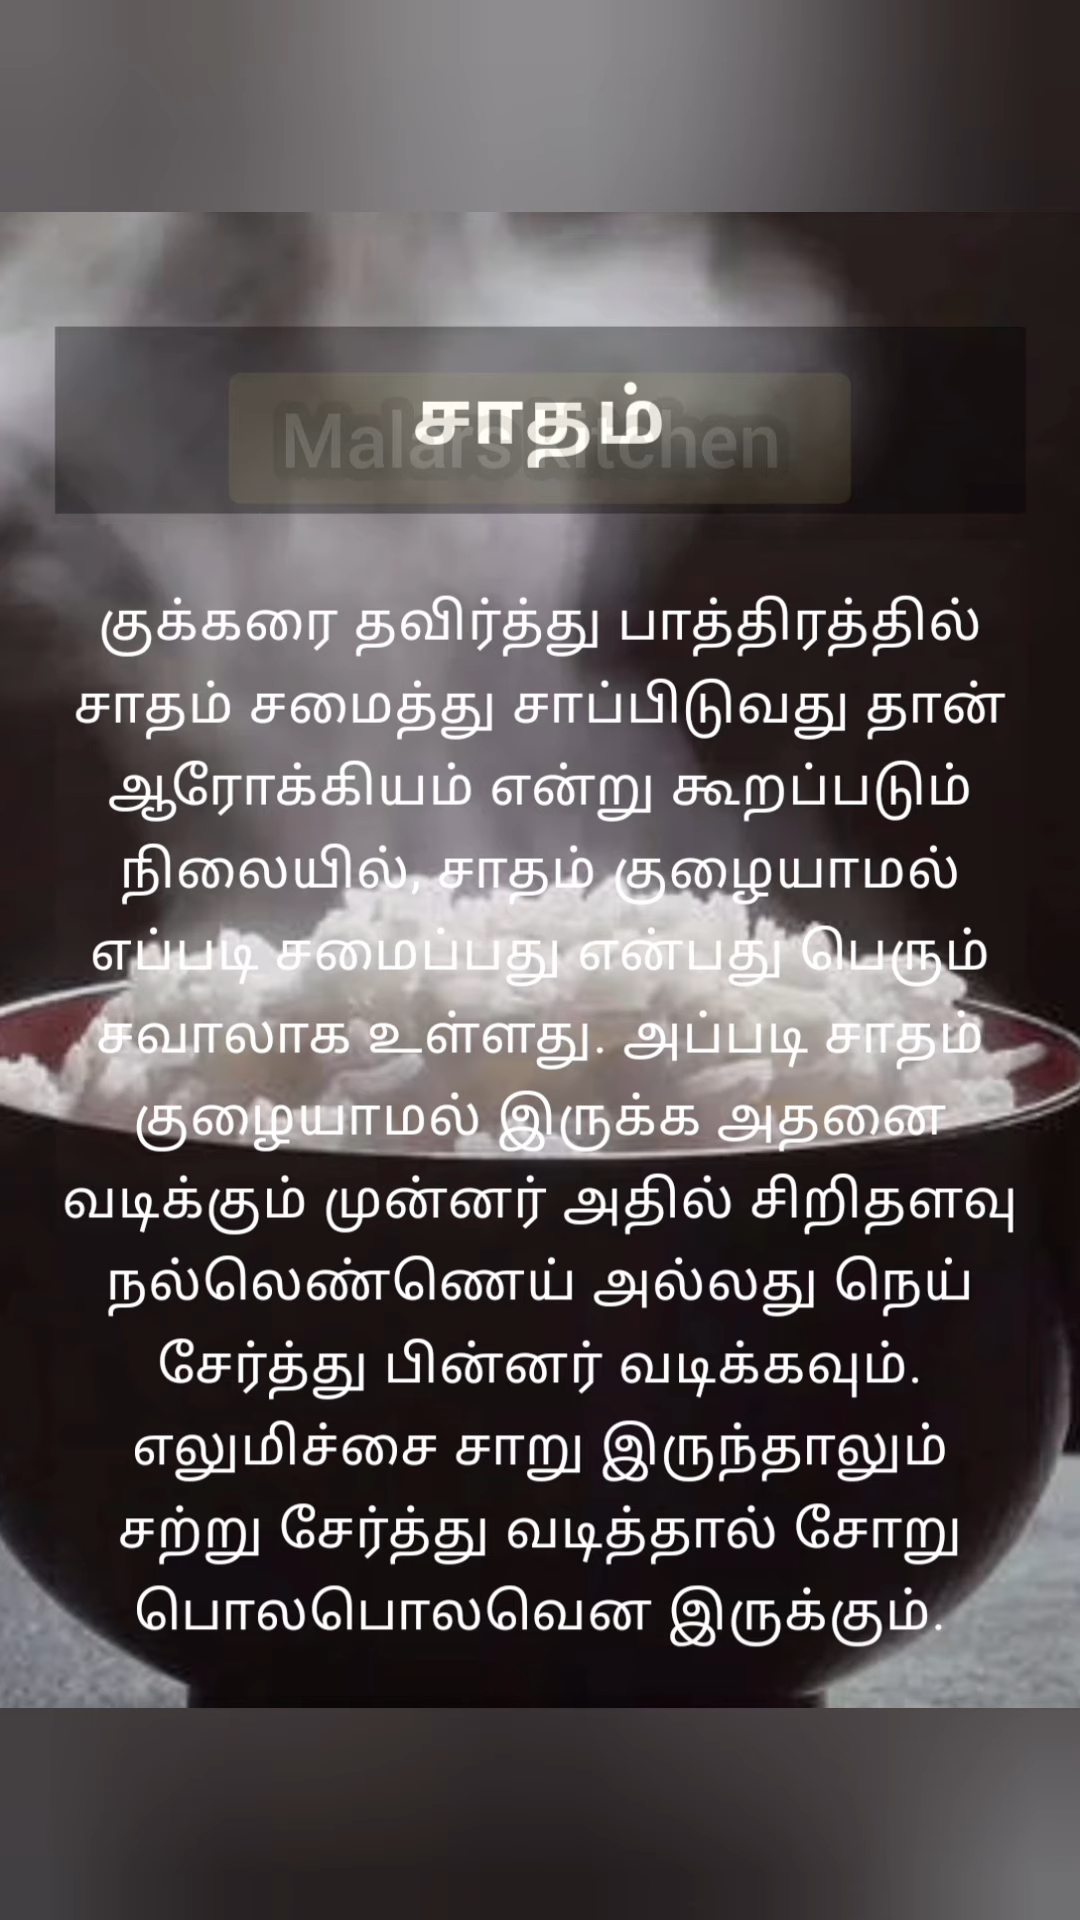 சாதம்
Malars Kitchen
குக்கரை தவிர்த்து பாத்திரத்தில்
சாதம் சமைத்து சாப்பிடுவது தான்
ஆரோக்கியம் என்று கூறப்படும்
நிலையில், சாதம் குழையாமல்
எப்படி சமைப்பது என்பது பெரும்
சவாலாக உள்ளது. அப்படி சாதம்
குழையாமல் இருக்க அதனை
வடிக்கும் முன்னர் அதில் சிறிதளவு
நல்லெண்ணெய் அல்லது நெய்
சேர்த்து பின்னர் வடிக்கவும்.
எலுமிச்சை சாறு இருந்தாலும்
சற்று சேர்த்து வடித்தால் சோறு
பொலபொலவென இருக்கும்.